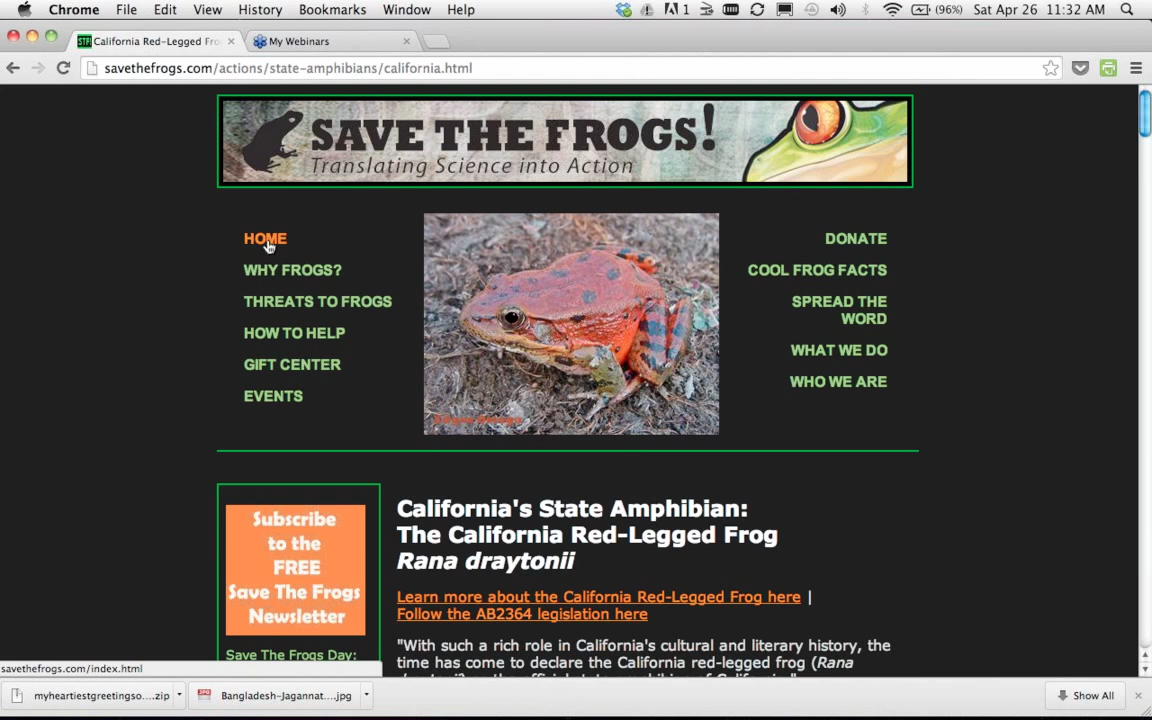 Chrome File Edit View History Bookmarks Window Help 1 (96%) Sat Apr 26 11:32 AM
California Red-Legged Fro × My Webinars ×
savethefrogs.com/actions/state-amphibians/california.html
SAVE THE FROGS!
Translating Science into Action
HOME
WHY FROGS?
THREATS TO FROGS
HOW TO HELP
GIFT CENTER
EVENTS
DONATE
COOL FROG FACTS
SPREAD THE
WORD
WHAT WE DO
WHO WE ARE
Subscribe
to the
FREE
Save The Frogs
Newsletter
Save The Frogs Day:
California's State Amphibian:
The California Red-Legged Frog
Rana draytonii
Learn more about the California Red-Legged Frog here |
Follow the AB2364 legislation here
"With such a rich role in California's cultural and literary history, the
time has come to declare the California red-legged frog (Rana
savethefrogs.com/index.html
myheartiestgreetingso....zip
Bangladesh-Jagannat....jpg
Show All